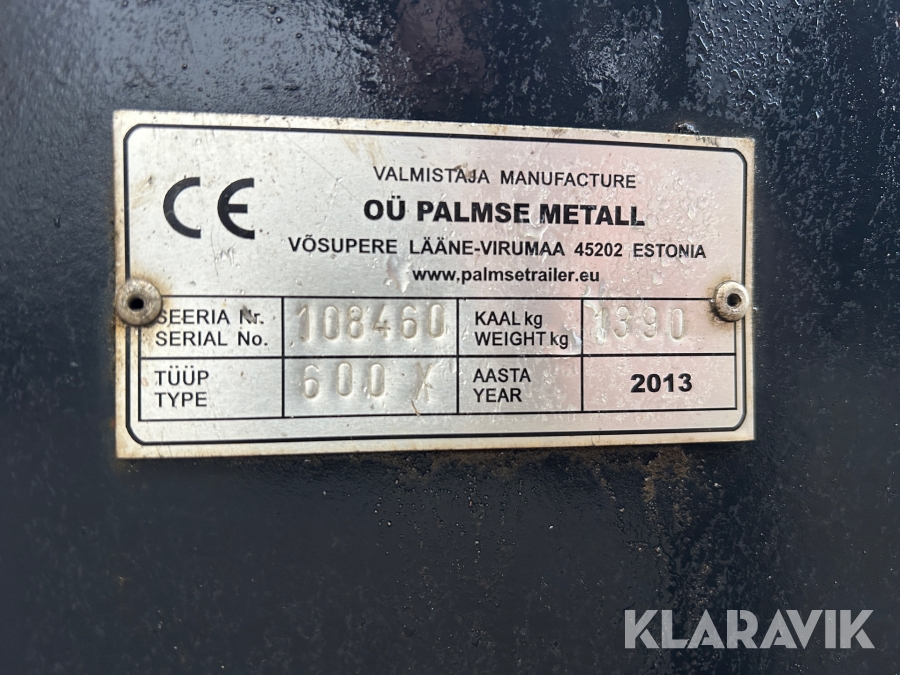 CE
VALMISTAJA MANUFACTURE
OÜ PALMSE METALL
VÕSUPERE LÄÄNE-VIRUMAA 45202 ESTONIA
www.palmsetrailer.eu
SEERIA Nr.
SERIAL No.
108460
KAAL kg
WEIGHT kg
1390
TÜÜP
TYPE
600 X
AASTA
YEAR
2013
KLARAVIK